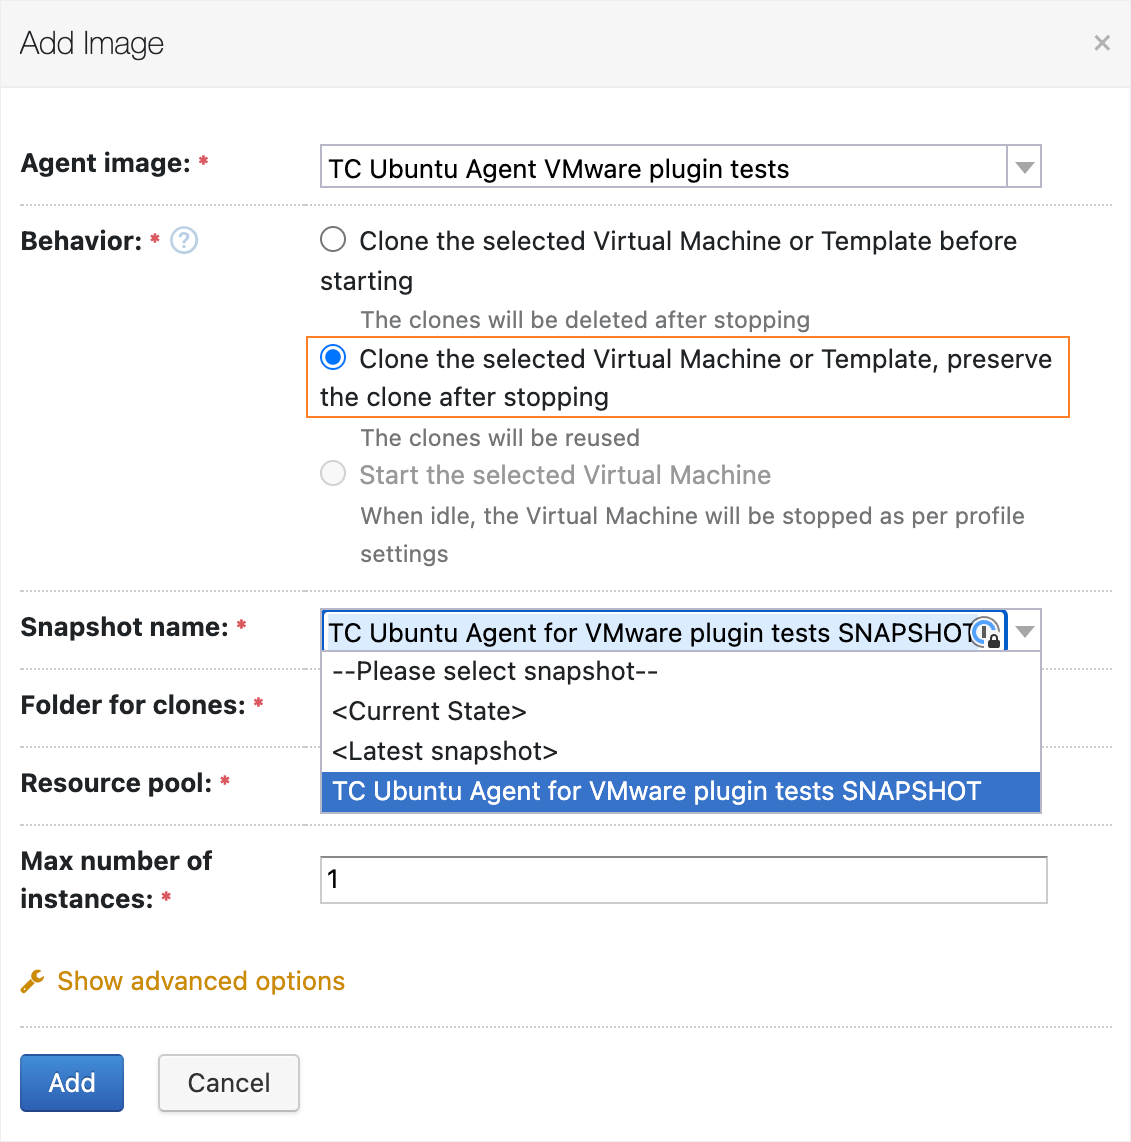 Add Image
×
Agent image: *
TC Ubuntu Agent VMware plugin tests
Behavior: * ?
Clone the selected Virtual Machine or Template before
starting
The clones will be deleted after stopping
Clone the selected Virtual Machine or Template, preserve
the clone after stopping
The clones will be reused
Start the selected Virtual Machine
When idle, the Virtual Machine will be stopped as per profile
settings
Snapshot name: *
TC Ubuntu Agent for VMware plugin tests SNAPSHOT
--Please select snapshot--
<Current State>
<Latest snapshot>
TC Ubuntu Agent for VMware plugin tests SNAPSHOT
Folder for clones: *
Resource pool: *
Max number of
instances: *
1
Show advanced options
Add
Cancel